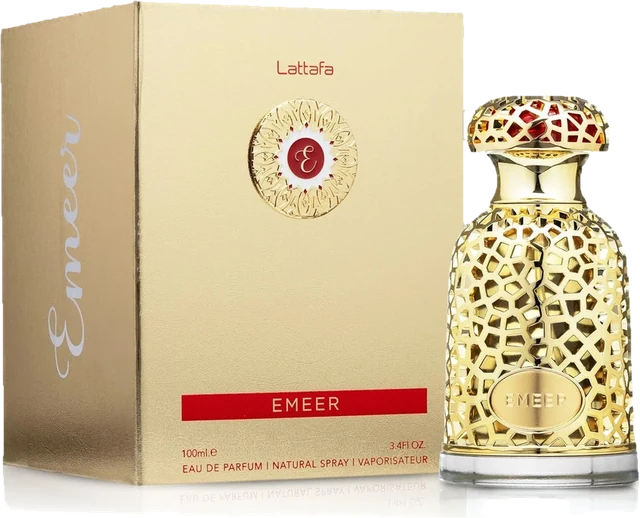 Lattafa
E
Emeer
EMEER
100ml.e
3.4Fl OZ.
EAU DE PARFUM | NATURAL SPRAY | VAPORISATEUR
EMEER